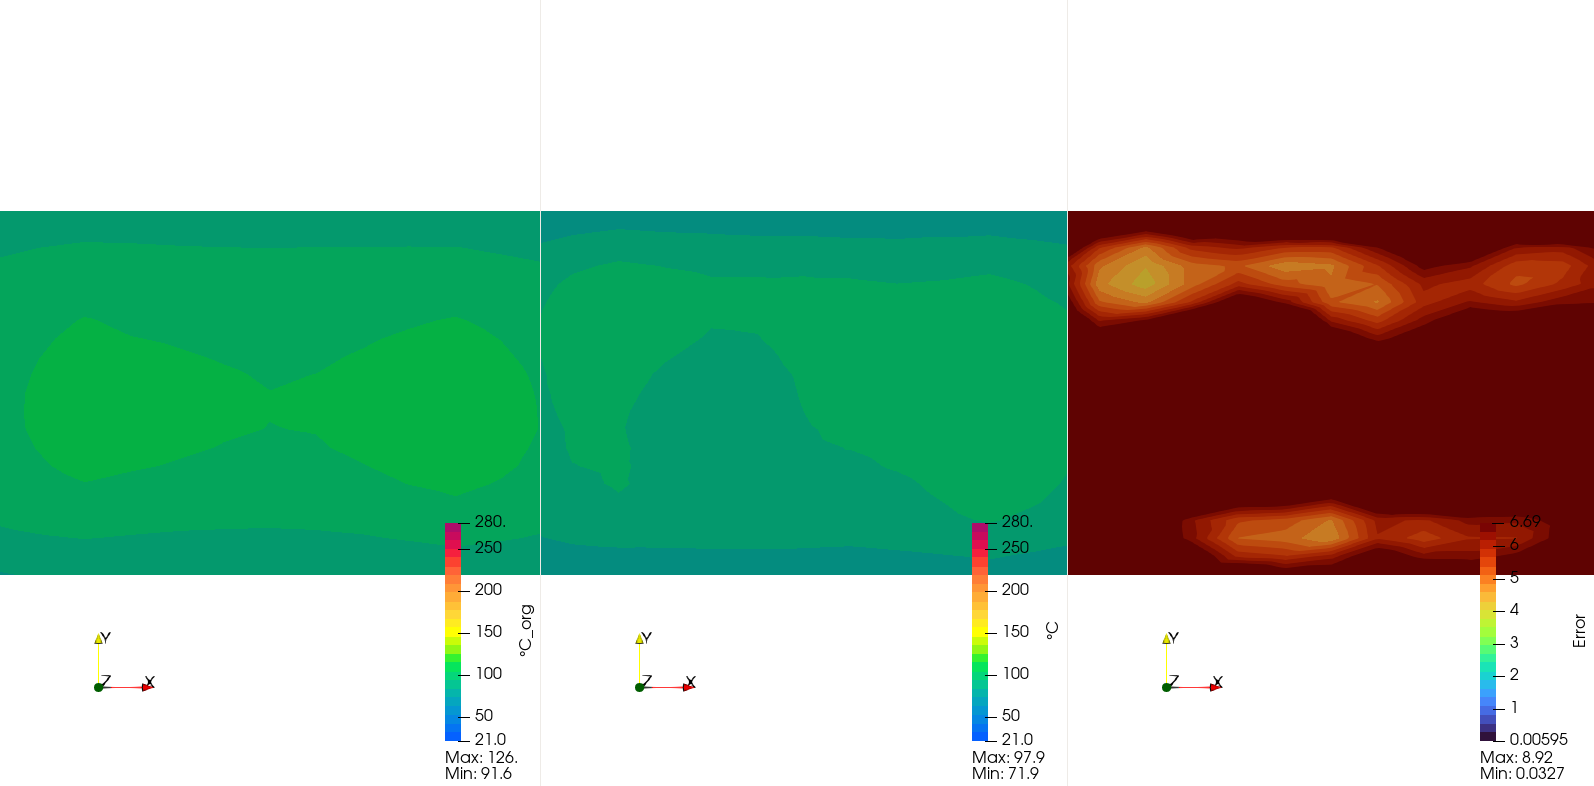 280.
250
200
150
100
50
21.0
°C_org
Max: 126.
Min: 91.6
Y
Z
X
280.
250
200
150
100
50
21.0
°C
Max: 97.9
Min: 71.9
Y
Z
X
6.69
6
5
4
3
2
1
0.00595
Error
Max: 8.92
Min: 0.0327
Y
Z
X